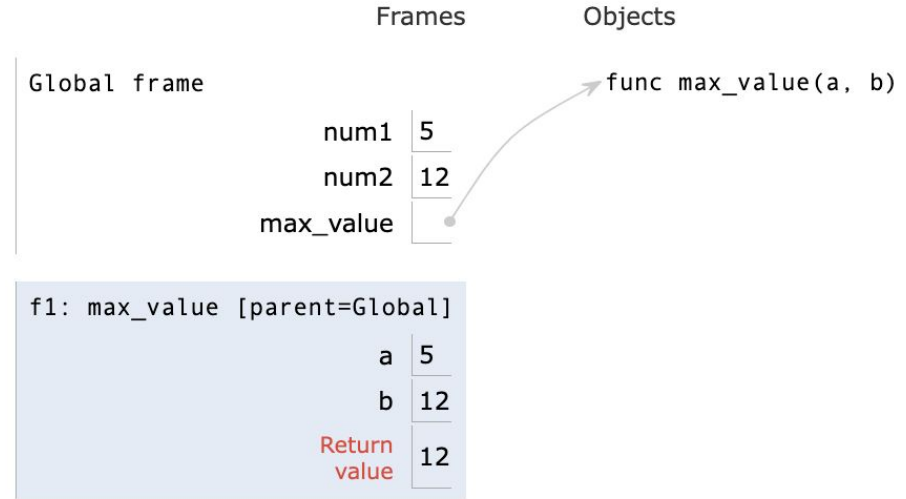 Frames Objects
Global frame func max_value(a, b)
num1 5
num2 12
max_value
f1: max_value [parent=Global]
a 5
b 12
Return
value 12